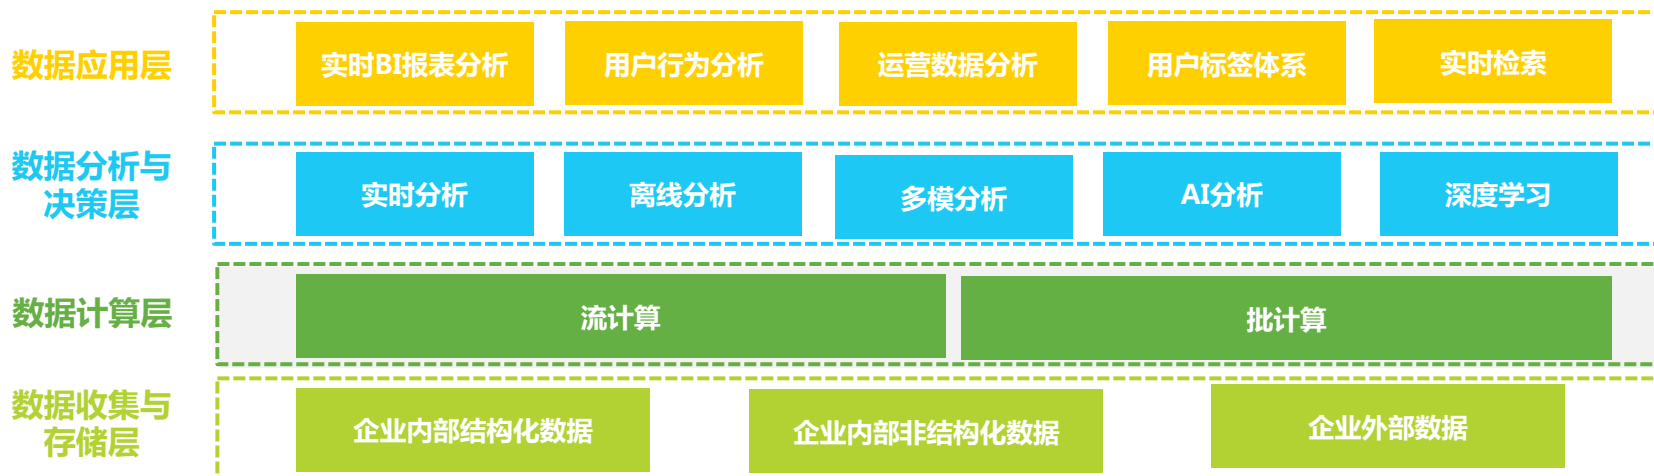 数据应用层
实时BI报表分析
用户行为分析
运营数据分析
用户标签体系
实时检索
数据分析与
决策层
实时分析
离线分析
多模分析
AI分析
深度学习
数据计算层
流计算
批计算
数据收集与
存储层
企业内部结构化数据
企业内部非结构化数据
企业外部数据